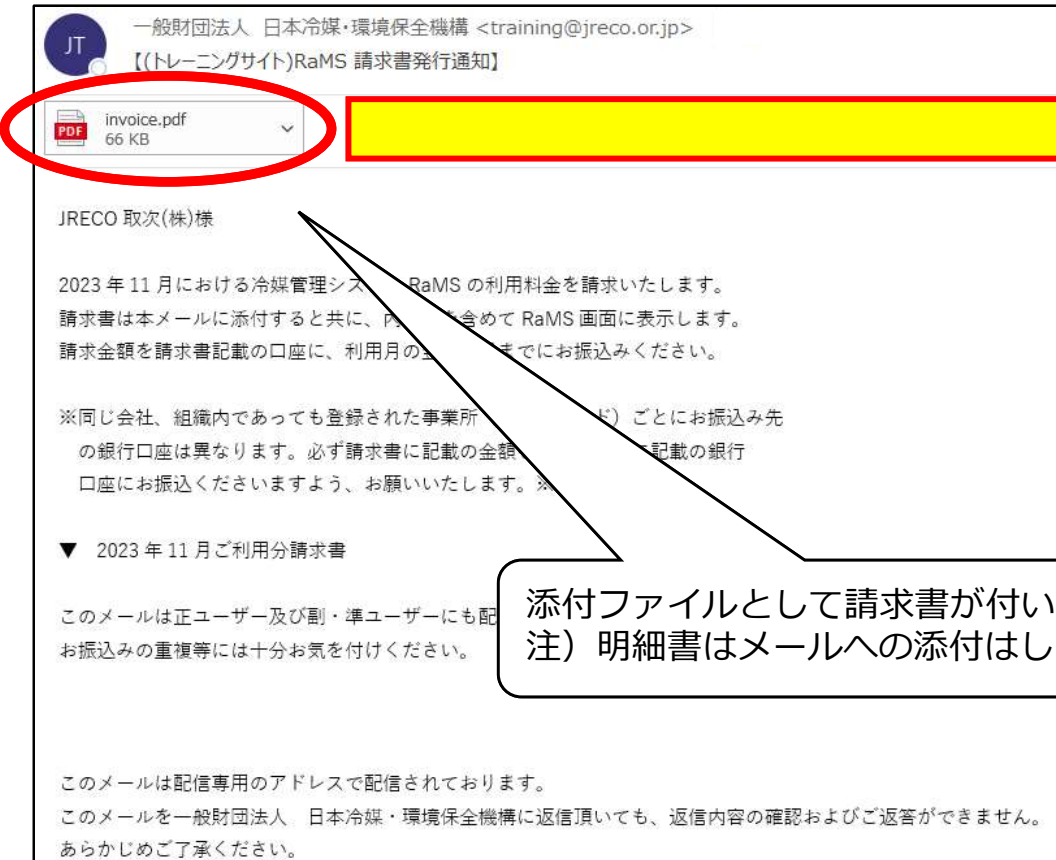 JT
一般財団法人 日本冷媒・環境保全機構 <training@jreco.or.jp>
【(トレーニングサイト)RaMS 請求書発行通知】
PDF
invoice.pdf
66 KB
JRECO 取次(株)様
2023 年 11 月における冷媒管理シス RaMS の利用料金を請求いたします。
請求書は本メールに添付すると共に、内 を含めて RaMS 画面に表示します。
請求金額を請求書記載の口座に、利用月の までにお振込みください。
※同じ会社、組織内であっても登録された事業所 ド）ごとにお振込み先
の銀行口座は異なります。必ず請求書に記載の金額 記載の銀行
口座にお振込くださいますよう、お願いいたします。※
▼ 2023 年 11 月ご利用分請求書
このメールは正ユーザー及び副・準ユーザーにも配
お振込みの重複等には十分お気を付けください。
添付ファイルとして請求書が付い
注）明細書はメールへの添付はし
このメールは配信専用のアドレスで配信されております。
このメールを一般財団法人 日本冷媒・環境保全機構に返信頂いても、返信内容の確認およびご返答ができません。
あらかじめご了承ください。